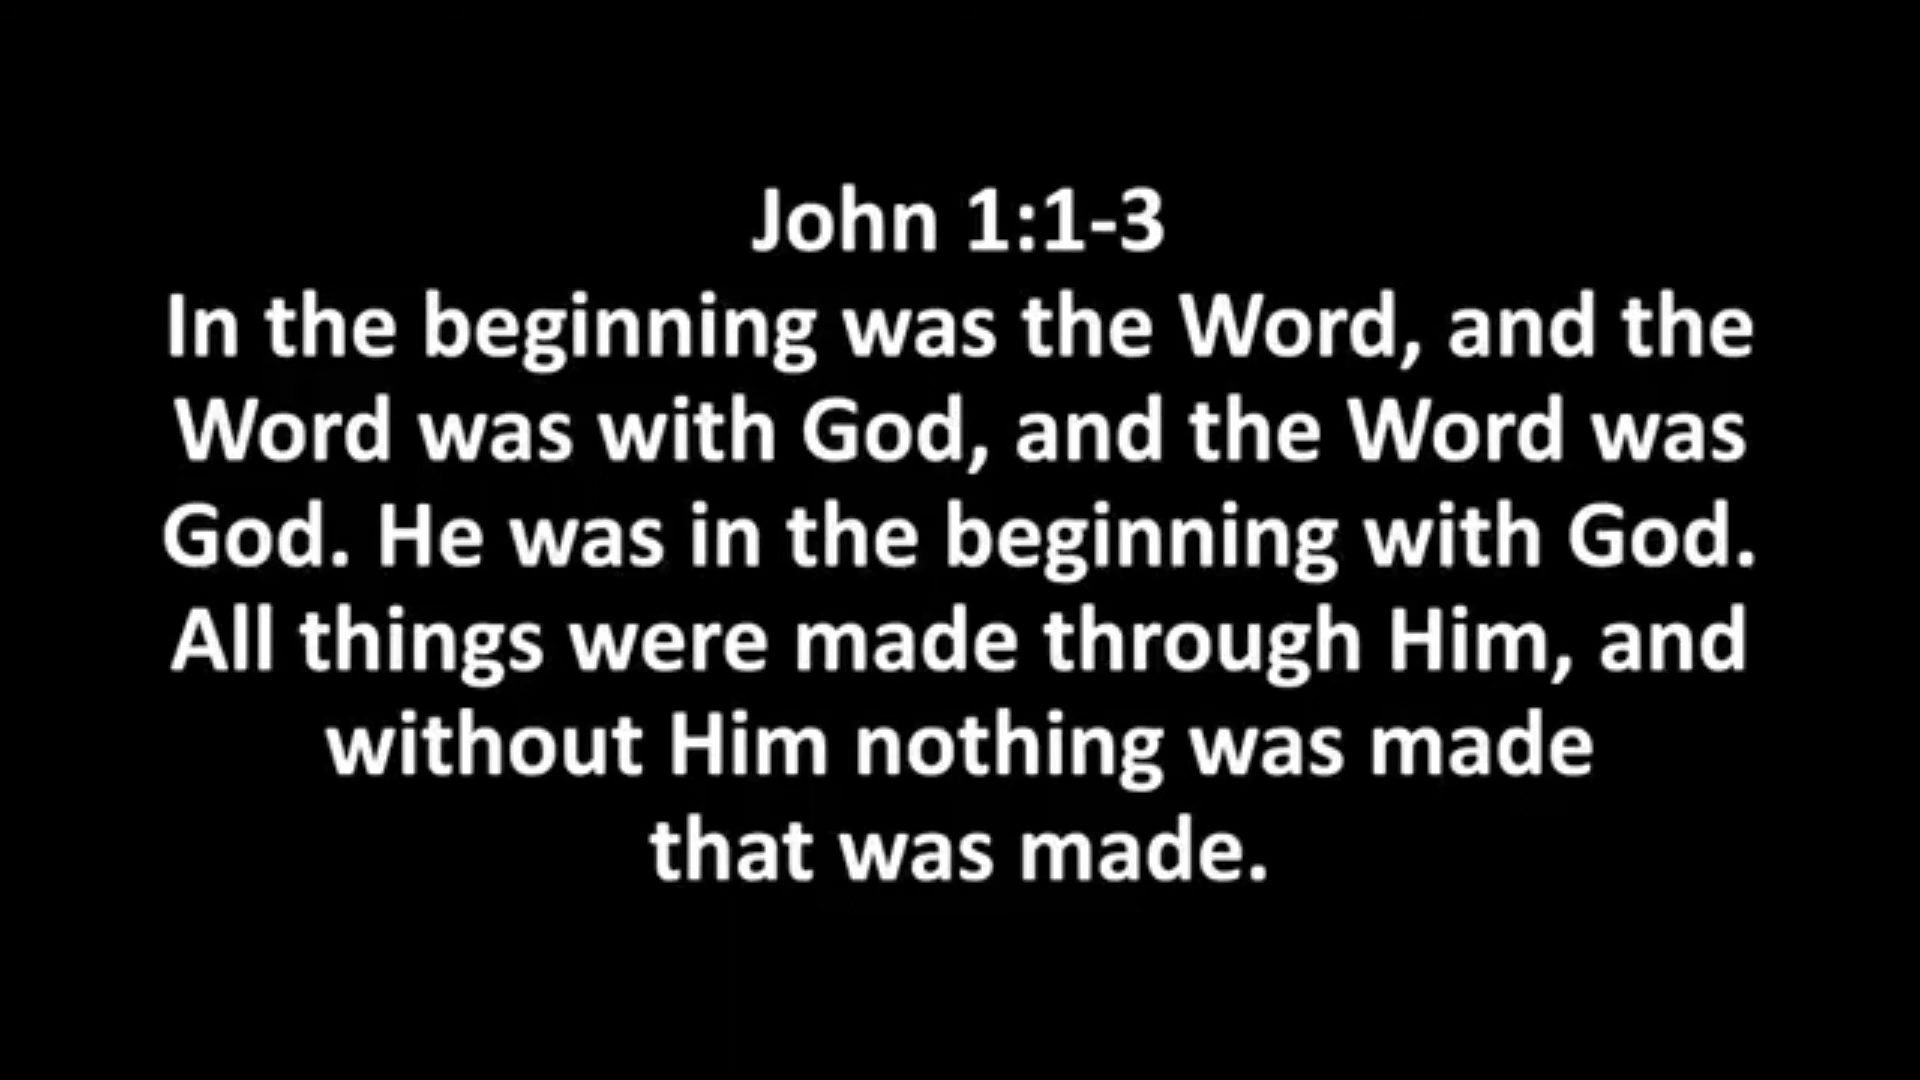 John 1:1-3
In the beginning was the Word, and the
Word was with God, and the Word was
God. He was in the beginning with God.
All things were made through Him, and
without Him nothing was made
that was made.